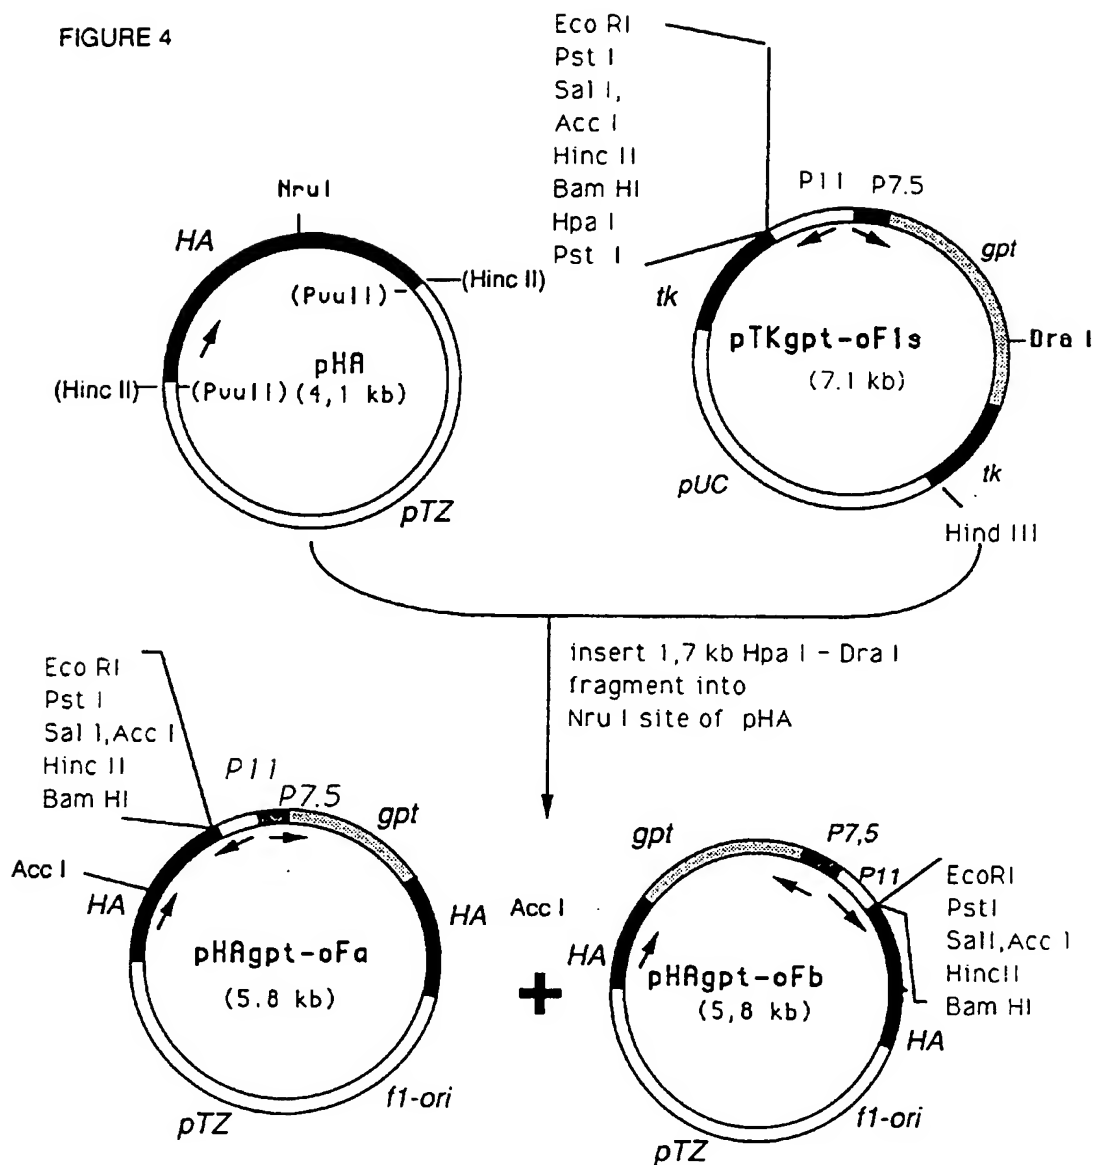 FIGURE 4
Eco RI
Pst I
Sal I,
Acc I
Hinc II
Bam HI
Hpa I
Pst I
NruI
HA
(Hinc II)
(PvuII)
pHA
(Hinc II)
(PvuII) (4,1 kb)
pTZ
P11 P7.5
gpt
tk
pTKgpt-oF1s
(7.1 kb)
Dra I
pUC
tk
Hind III
insert 1,7 kb Hpa I - Dra I
fragment into
Nru I site of pHA
Eco RI
Pst I
Sal I,Acc I
Hinc II
Bam HI
P11
P7.5
gpt
Acc I
HA
HA
pHAgpt-oFa
(5.8 kb)
f1-ori
pTZ
+
gpt
P7,5
P11
EcoRI
PstI
SalI,Acc I
HincII
Bam HI
Acc I
HA
pHAgpt-oFb
(5,8 kb)
HA
f1-ori
pTZ